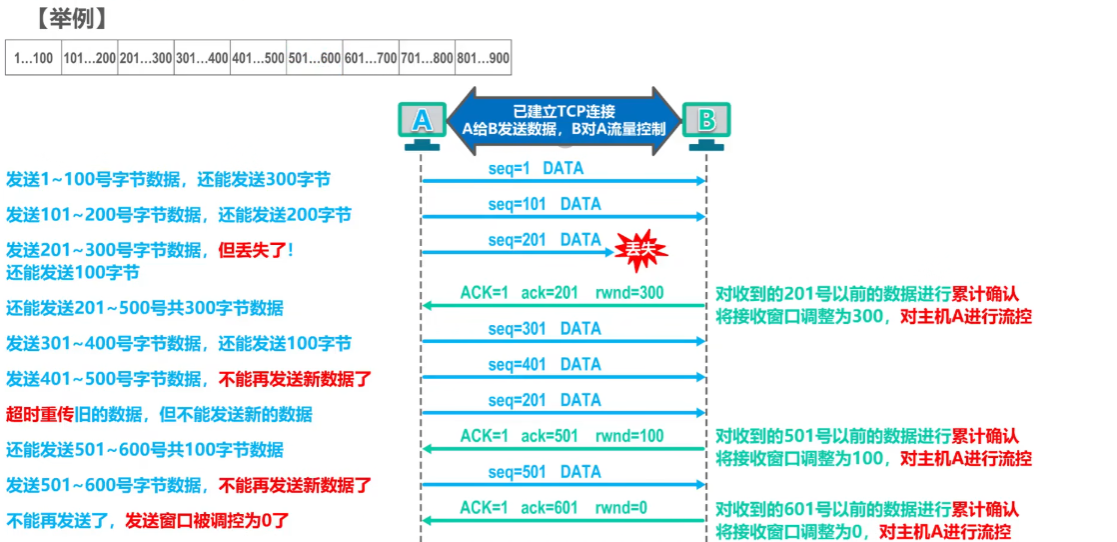 【举例】
1...100 101...200 201...300 301...400 401...500 501...600 601...700 701...800 801...900
已建立TCP连接
A给B发送数据，B对A流量控制
A
B
发送1~100号字节数据，还能发送300字节
seq=1 DATA
发送101~200号字节数据，还能发送200字节
seq=101 DATA
发送201~300号字节数据，但丢失了！
还能发送100字节
seq=201 DATA
丢失
还能发送201~500号共300字节数据
ACK=1 ack=201 rwnd=300
对收到的201号以前的数据进行累计确认
将接收窗口调整为300，对主机A进行流控
发送301~400号字节数据，还能发送100字节
seq=301 DATA
发送401~500号字节数据，不能再发送新数据了
seq=401 DATA
超时重传旧的数据，但不能发送新的数据
seq=201 DATA
还能发送501~600号共100字节数据
ACK=1 ack=501 rwnd=100
对收到的501号以前的数据进行累计确认
将接收窗口调整为100，对主机A进行流控
发送501~600号字节数据，不能再发送新数据了
seq=501 DATA
不能再发送了，发送窗口被调控为0了
ACK=1 ack=601 rwnd=0
对收到的601号以前的数据进行累计确认
将接收窗口调整为0，对主机A进行流控